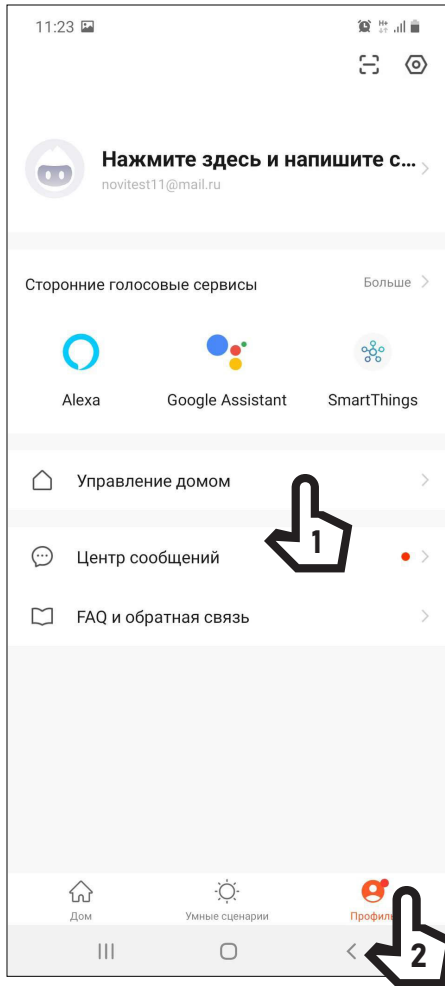 11:23
Нажмите здесь и напишите с...
novitest11@mail.ru
Сторонние голосовые сервисы
Больше
Alexa Google Assistant SmartThings
Управление домом
1
Центр сообщений
FAQ и обратная связь
Дом Умные сценарии Профиль
2